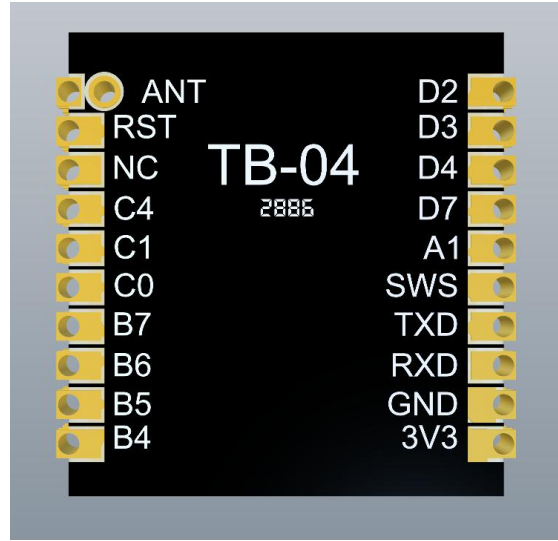 ANT D2
RST D3
NC TB-04 D4
C4 2886 D7
C1 A1
C0 SWS
B7 TXD
B6 RXD
B5 GND
B4 3V3